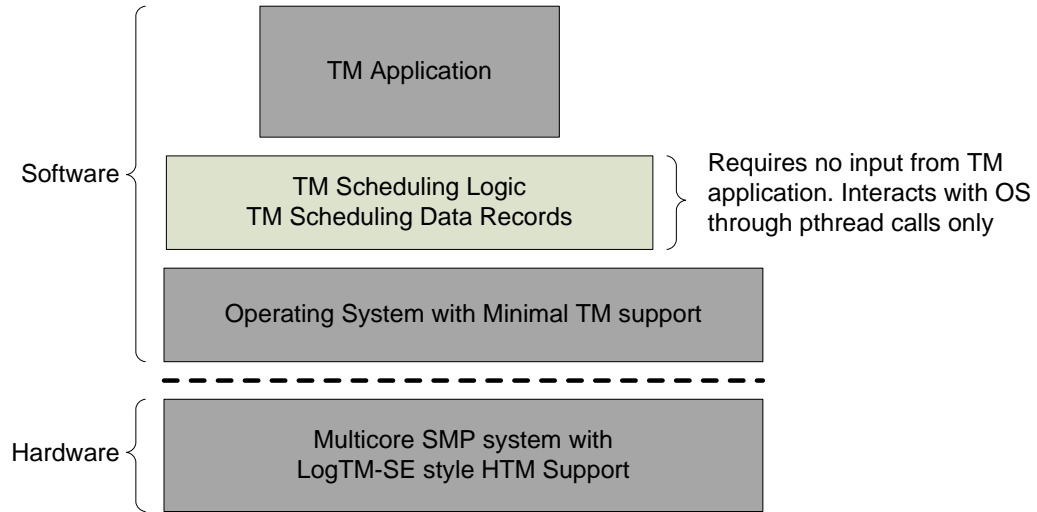 TM Application
Software
TM Scheduling Logic
TM Scheduling Data Records
Requires no input from TM
application. Interacts with OS
through pthread calls only
Operating System with Minimal TM support
Hardware
Multicore SMP system with
LogTM-SE style HTM Support